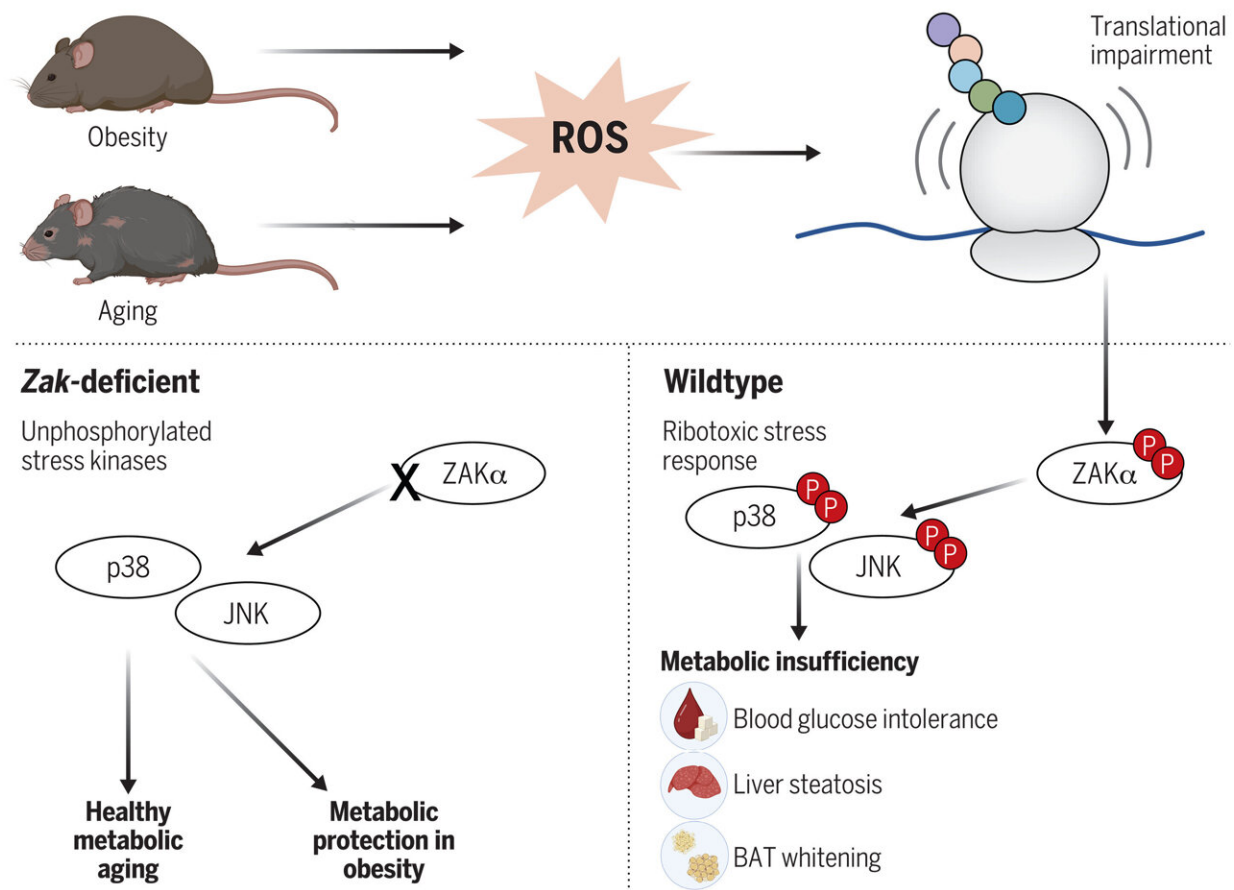 Obesity
Aging
ROS
Translational
impairment
Zak-deficient
Unphosphorylated
stress kinases
X
ZAKα
p38
JNK
Healthy
metabolic
aging
Metabolic
protection in
obesity
Wildtype
Ribotoxic stress
response
P
P
ZAKα
P
P
p38
P
P
JNK
Metabolic insufficiency
Blood glucose intolerance
Liver steatosis
BAT whitening